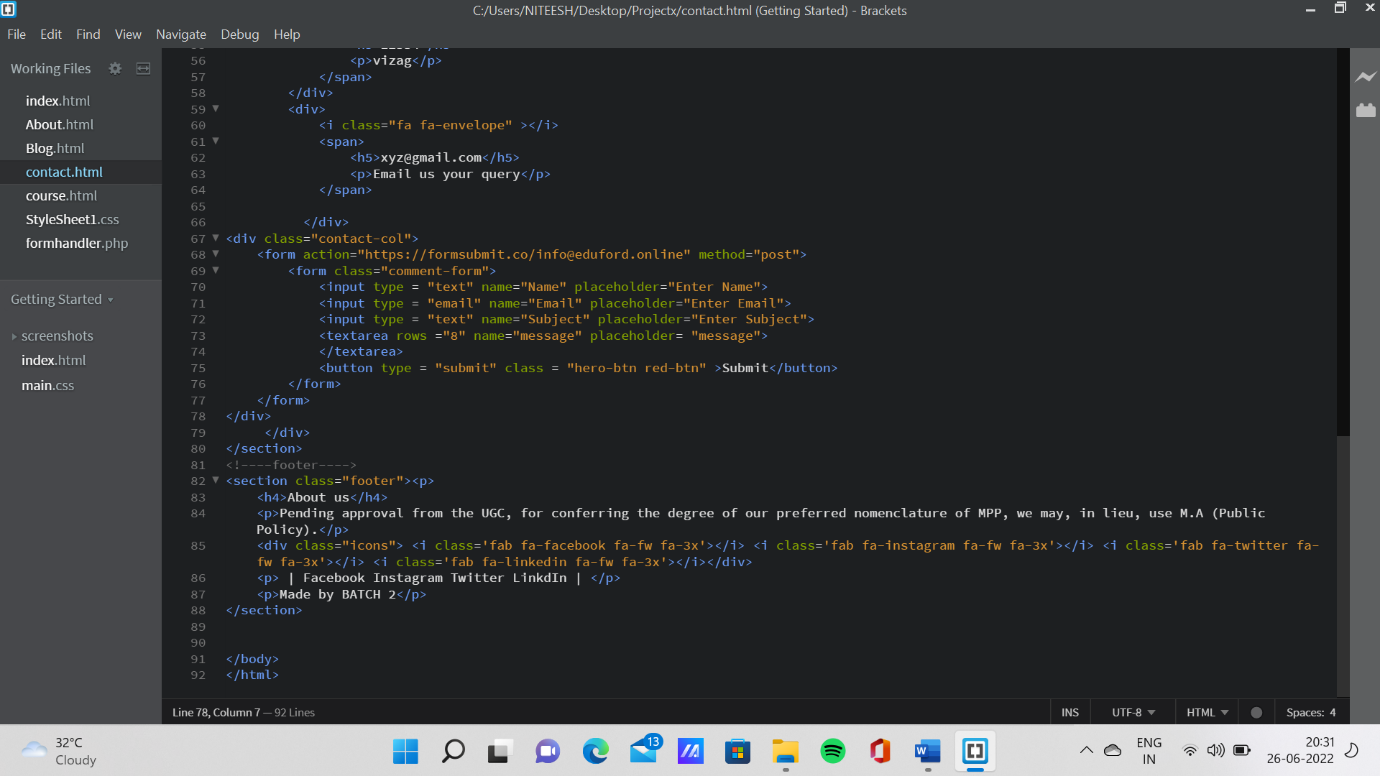 C:/Users/NITEESH/Desktop/Projectx/contact.html (Getting Started) - Brackets
File Edit Find View Navigate Debug Help
Working Files
index.html
About.html
Blog.html
contact.html
course.html
StyleSheet1.css
formhandler.php
Getting Started
screenshots
index.html
main.css
56 <p>vizag</p>
57 </span>
58 </div>
59 <div>
60 <i class="fa fa-envelope" ></i>
61 <span>
62 <h5>xyz@gmail.com</h5>
63 <p>Email us your query</p>
64 </span>
65
66 </div>
67 <div class="contact-col">
68 <form action="https://formsubmit.co/info@eduford.online" method="post">
69 <form class="comment-form">
70 <input type = "text" name="Name" placeholder="Enter Name">
71 <input type = "email" name="Email" placeholder="Enter Email">
72 <input type = "text" name="Subject" placeholder="Enter Subject">
73 <textarea rows ="8" name="message" placeholder= "message">
74 </textarea>
75 <button type = "submit" class = "hero-btn red-btn" >Submit</button>
76 </form>
77 </form>
78 </div>
79 </div>
80 </section>
81 <!----footer---->
82 <section class="footer"><p>
83 <h4>About us</h4>
84 <p>Pending approval from the UGC, for conferring the degree of our preferred nomenclature of MPP, we may, in lieu, use M.A (Public
Policy).</p>
85 <div class="icons"> <i class='fab fa-facebook fa-fw fa-3x'></i> <i class='fab fa-instagram fa-fw fa-3x'></i> <i class='fab fa-twitter fa-
fw fa-3x'></i> <i class='fab fa-linkedin fa-fw fa-3x'></i></div>
86 <p> | Facebook Instagram Twitter LinkdIn | </p>
87 <p>Made by BATCH 2</p>
88 </section>
89
90
91 </body>
92 </html>
Line 78, Column 7 — 92 Lines
INS UTF-8 HTML Spaces: 4
32°C
Cloudy
13
ENG
IN
20:31
26-06-2022